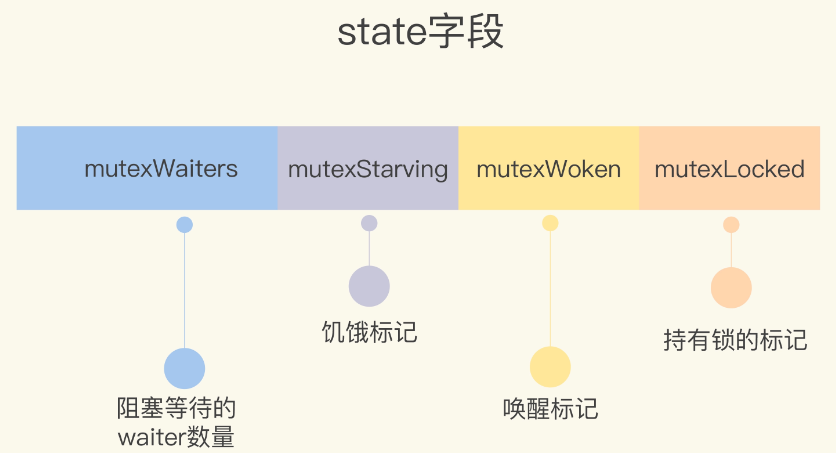 state字段
mutexWaiters mutexStarving mutexWoken mutexLocked
饥饿标记
持有锁的标记
阻塞等待的
waiter数量
唤醒标记